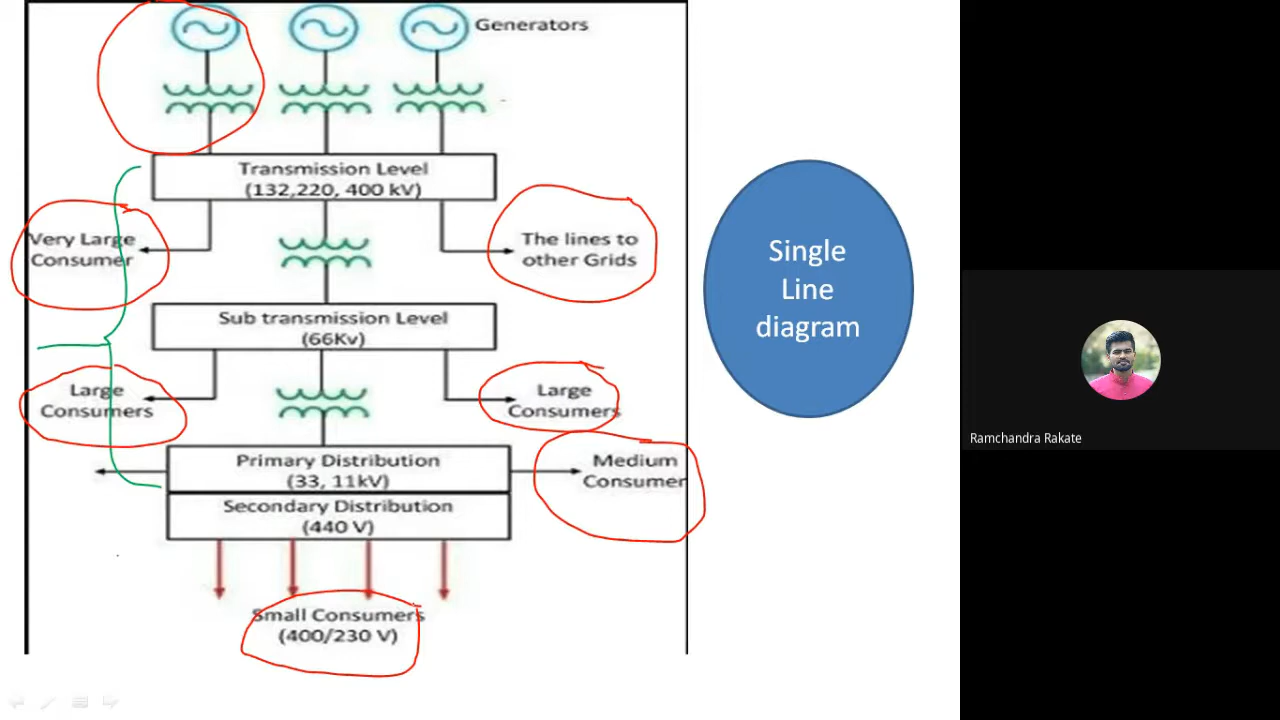 Generators
Transmission Level
(132,220, 400 kV)
Very Large
Consumer
The lines to
other Grids
Sub transmission Level
(66Kv)
Large
Consumers
Large
Consumers
Primary Distribution
(33, 11kV)
Medium
Consumer
Secondary Distribution
(440 V)
Small Consumers
(400/230 V)
Single
Line
diagram
Ramchandra Rakate